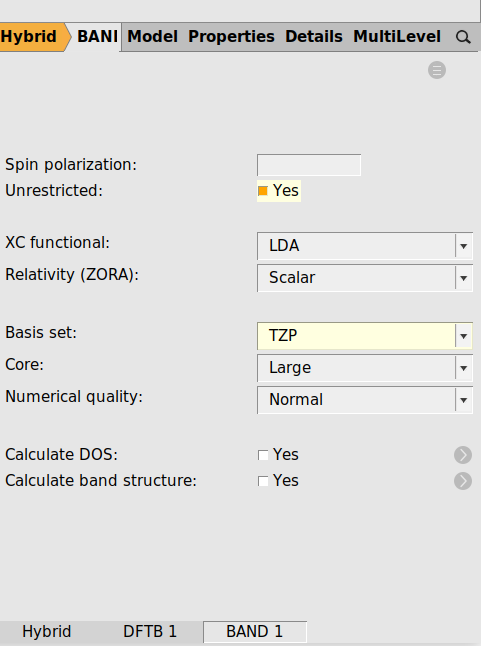 Hybrid BAND Model Properties Details MultiLevel
Spin polarization:
Unrestricted: Yes
XC functional: LDA
Relativity (ZORA): Scalar
Basis set: TZP
Core: Large
Numerical quality: Normal
Calculate DOS: Yes
Calculate band structure: Yes
Hybrid DFTB 1 BAND 1